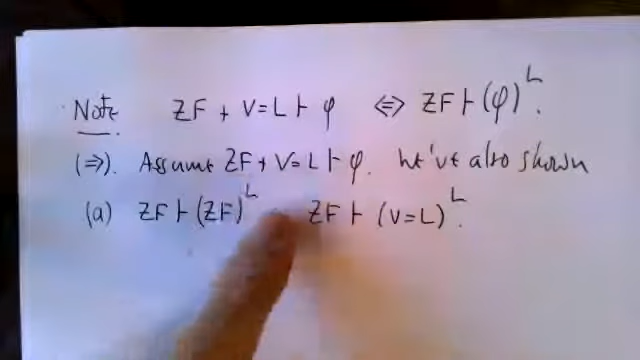 · Note ZF + V=L ⊢ φ ⇔ ZF ⊢ (φ)^L.
(⇒). Assume ZF + V=L ⊢ φ. We've also shown
(a) ZF ⊢ (ZF)^L ZF ⊢ (V=L)^L.